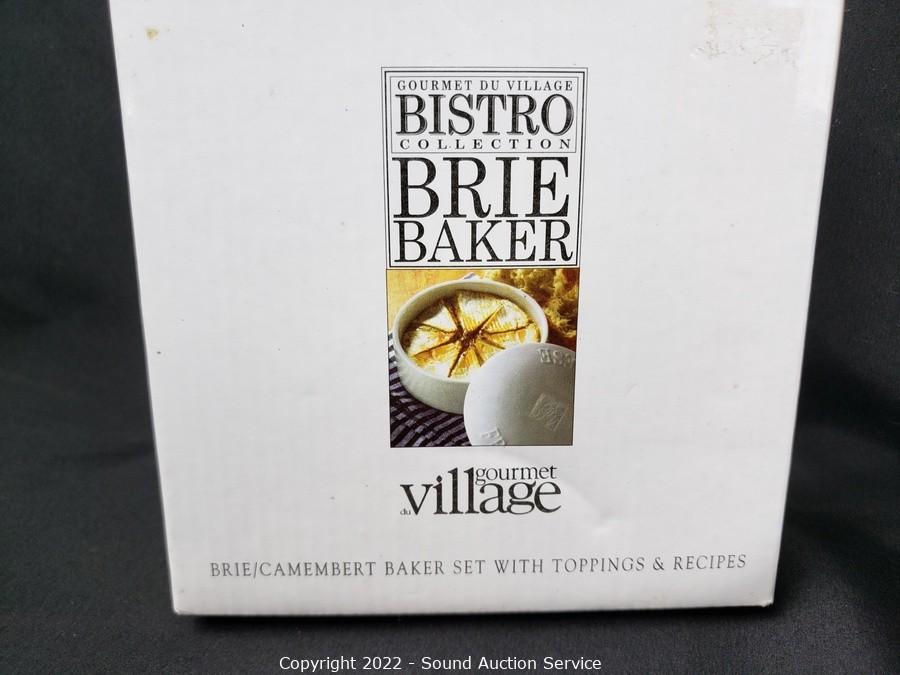 GOURMET DU VILLAGE
BISTRO
COLLECTION
BRIE
BAKER
gourmet
du village
BRIE/CAMEMBERT BAKER SET WITH TOPPINGS & RECIPES
Copyright 2022 - Sound Auction Service